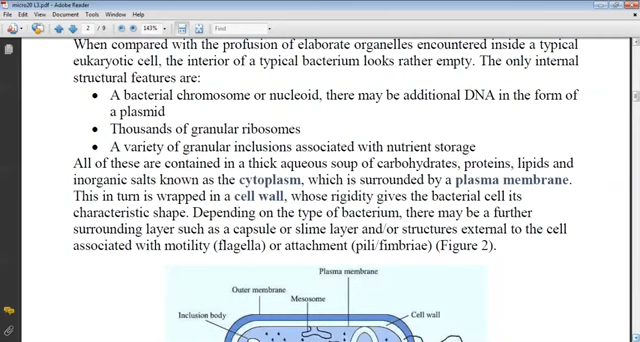 micro20 L3.pdf - Adobe Reader
File Edit View Document Tools Window Help
2 / 9 143% Find
When compared with the profusion of elaborate organelles encountered inside a typical
eukaryotic cell, the interior of a typical bacterium looks rather empty. The only internal
structural features are:
• A bacterial chromosome or nucleoid, there may be additional DNA in the form of
a plasmid
• Thousands of granular ribosomes
• A variety of granular inclusions associated with nutrient storage
All of these are contained in a thick aqueous soup of carbohydrates, proteins, lipids and
inorganic salts known as the cytoplasm, which is surrounded by a plasma membrane.
This in turn is wrapped in a cell wall, whose rigidity gives the bacterial cell its
characteristic shape. Depending on the type of bacterium, there may be a further
surrounding layer such as a capsule or slime layer and/or structures external to the cell
associated with motility (flagella) or attachment (pili/fimbriae) (Figure 2).
Plasma membrane
Outer membrane
Mesosome
Inclusion body
Cell wall